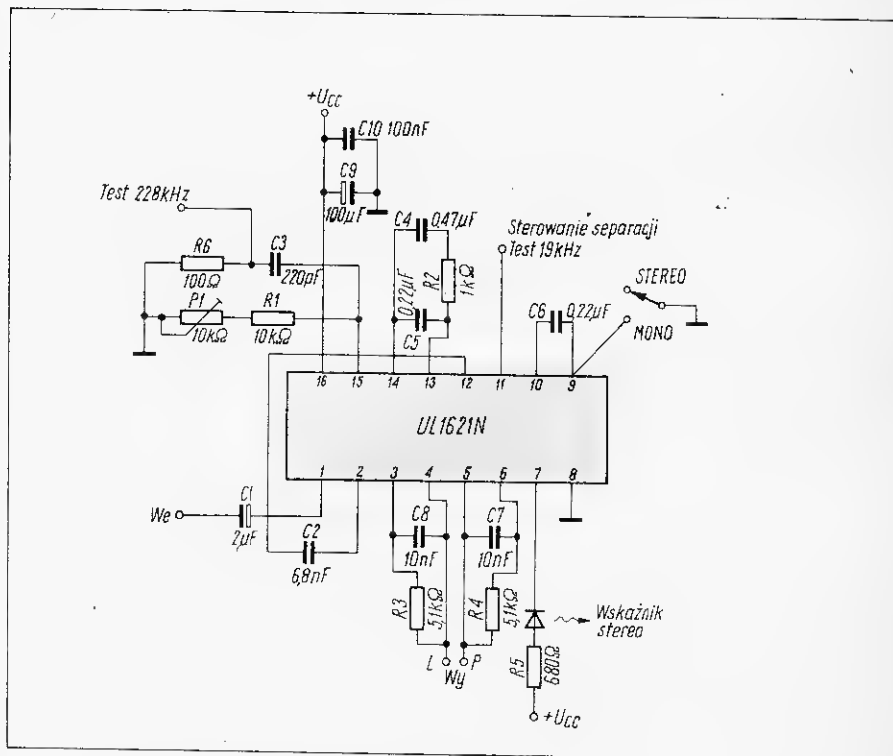 +UCC
C10 100nF
C9
100µF
Test 228kHz
C4 0,47µF
Sterowanie separacji
Test 19kHz
R6
100Ω
C3
220pF
R2
1kΩ
0,22µF
C5
STEREO
C6 0,22µF
MONO
P1
10kΩ
R1
10kΩ
16 15 14 13 12 11 10 9
UL1621N
1 2 3 4 5 6 7 8
We
C1
2µF
C2
6,8nF
C8
10nF
C7
10nF
R3
5,1kΩ
R4
5,1kΩ
Wskaźnik
stereo
R5
680Ω
L Wy P
+UCC